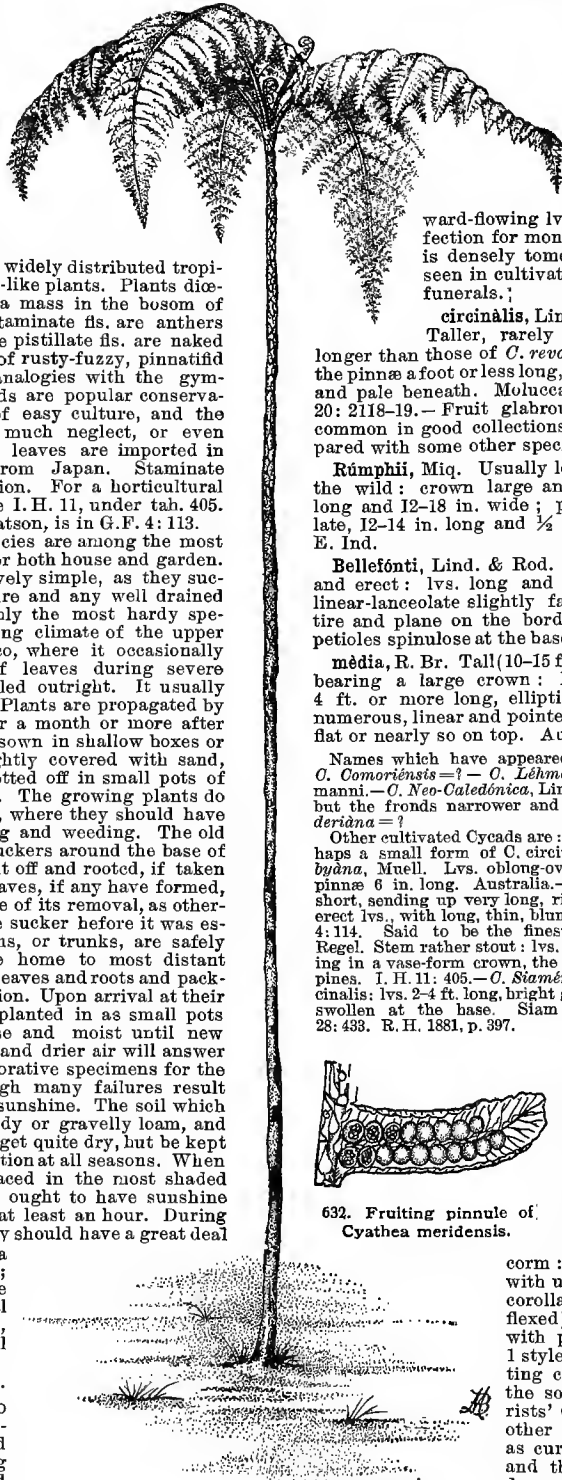 widely distributed tropi-
-like plants. Plants diœ-
a mass in the bosom of
taminate fls. are anthers
e pistillate fls. are naked
of rusty-fuzzy, pinnatifid
analogies with the gym-
ds are popular conserva-
of easy culture, and the
much neglect, or even
leaves are imported in
from Japan. Staminate
ion. For a horticultural
e I. H. 11, under tab. 405.
atson, is in G.F. 4: 113.
cies are among the most
or both house and garden.
vely simple, as they suc-
ure and any well drained
nly the most hardy spe-
ng climate of the upper
co, where it occasionally
f leaves during severe
led outright. It usually
Plants are propagated by
r a month or more after
sown in shallow boxes or
htly covered with sand,
otted off in small pots of
. The growing plants do
, where they should have
g and weeding. The old
uckers around the base of
t off and rooted, if taken
aves, if any have formed,
e of its removal, as other-
e sucker before it was es-
ns, or trunks, are safely
e home to most distant
eaves and roots and pack-
ion. Upon arrival at their
planted in as small pots
se and moist until new
and drier air will answer
orative specimens for the
gh many failures result
sunshine. The soil which
dy or gravelly loam, and
get quite dry, but be kept
tion at all seasons. When
aced in the most shaded
ought to have sunshine
at least an hour. During
y should have a great deal
a
;
e
l
,
l
.
o
-
d
g
ward-flowing lv
fection for mon
is densely tome
seen in cultivat
funerals.
circinàlis, Lin
Taller, rarely
longer than those of C. revo
the pinnæ a foot or less long,
and pale beneath. Molucca
20: 2118-19.—Fruit glabrou
common in good collections
pared with some other spec
Rúmphii, Miq. Usually l
the wild: crown large an
long and 12-18 in. wide; p
late, 12-14 in. long and ½
E. Ind.
Bellefónti, Lind. & Rod.
and erect: lvs. long and
linear-lanceolate slightly fa
tire and plane on the bord
petioles spinulose at the base
mèdia, R. Br. Tall (10-15 f
bearing a large crown:
4 ft. or more long, ellipti
numerous, linear and pointe
flat or nearly so on top. Au
Names which have appeared
C. Comoriénsis=?—C. Léhm
manni.—C. Neo-Caledónica, Lin
but the fronds narrower and
deriàna=?
Other cultivated Cycads are:
haps a small form of C. circi
byàna, Muell. Lvs. oblong-ov
pinnæ 6 in. long. Australia.—
short, sending up very long, ri
erect lvs., with long, thin, blun
4:114. Said to be the fines
Regel. Stem rather stout: lvs.
ing in a vase-form crown, the
pines. I. H. 11: 405.—C. Siamé
cinalis: lvs. 2-4 ft. long, bright g
swollen at the base. Siam
28: 433. R. H. 1881, p. 397.
632. Fruiting pinnule of
Cyathea meridensis.
corm:
with u
corolla
flexed
with p
1 style
ting c
the so
rists'
other
as cur
and th